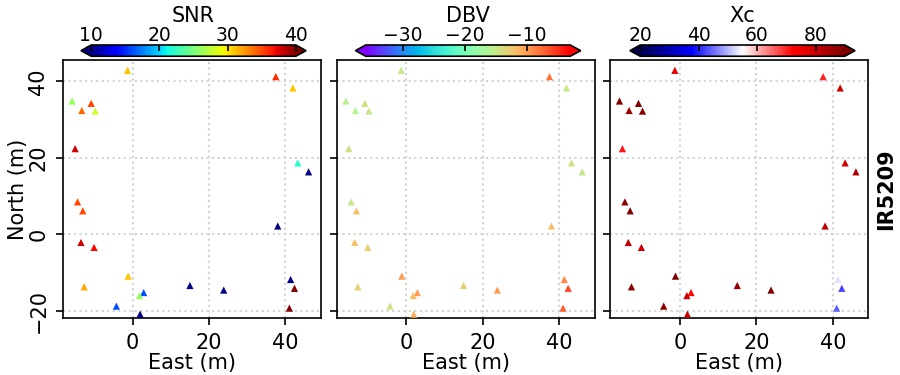 SNR DBV Xc
10 20 30 40 −30 −20 −10 20 40 60 80
40
20
0
−20
North (m)
IR5209
0 20 40 0 20 40 0 20 40
East (m) East (m) East (m)